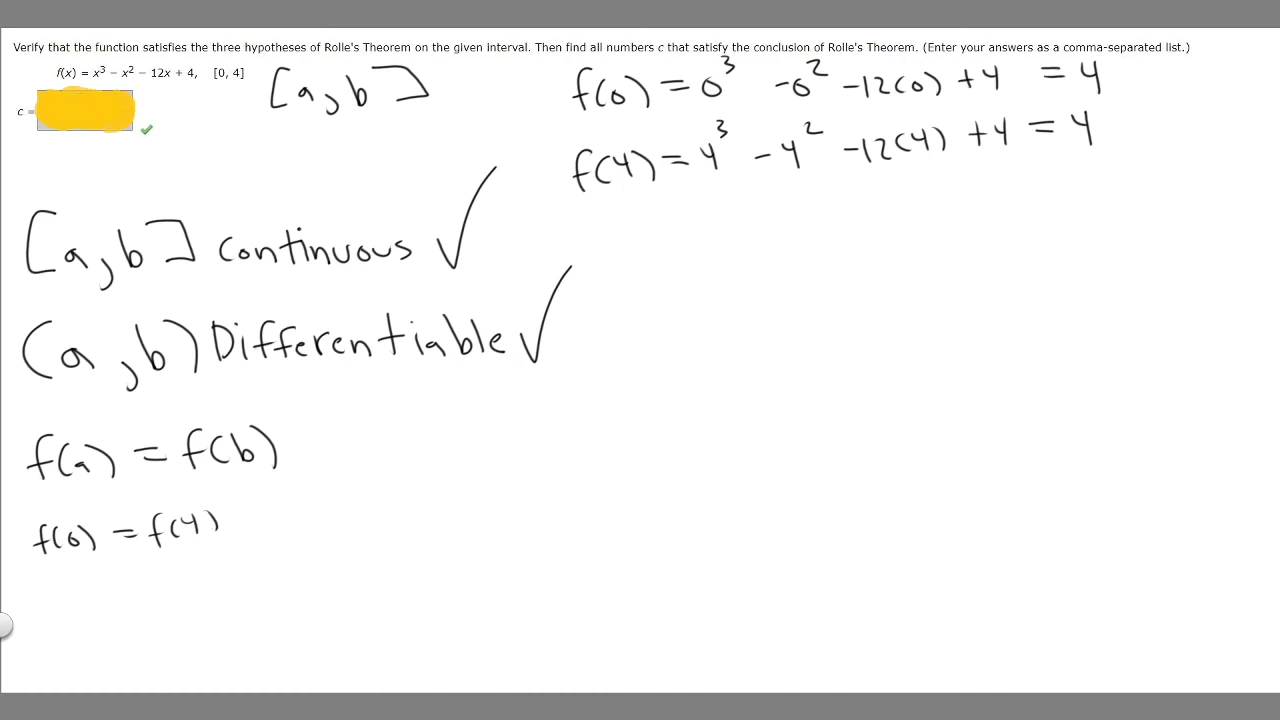 Verify that the function satisfies the three hypotheses of Rolle's Theorem on the given interval. Then find all numbers c that satisfy the conclusion of Rolle's Theorem. (Enter your answers as a comma-separated list.)
f(x) = x³ − x² − 12x + 4, [0, 4]
c =
[a, b]
f(0) = 0³ -0² -12(0) +4 = 4
f(4) = 4³ - 4² -12(4) +4 = 4
[a, b] continuous ✓
(a, b) Differentiable ✓
f(a) = f(b)
f(0) = f(4)